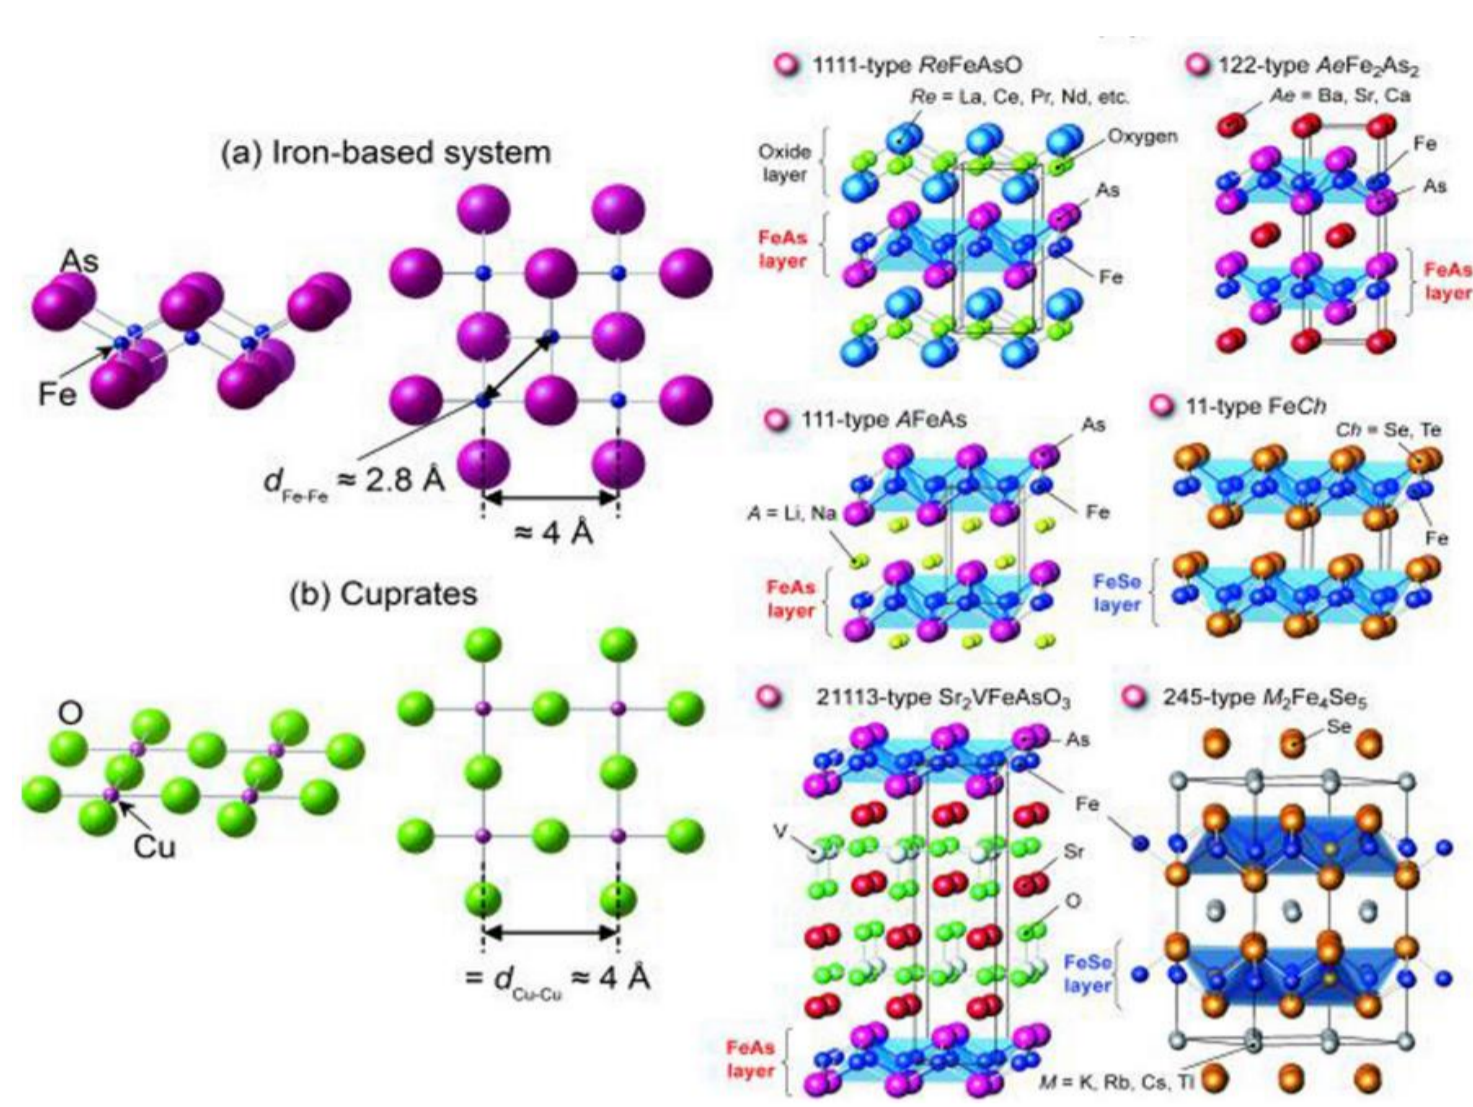 (a) Iron-based system
As
Fe
d_Fe-Fe ≈ 2.8 Å
≈ 4 Å
(b) Cuprates
O
Cu
= d_Cu-Cu ≈ 4 Å
1111-type ReFeAsO
Re = La, Ce, Pr, Nd, etc.
Oxide
layer
Oxygen
As
FeAs
layer
Fe
122-type AeFe₂As₂
Ae = Ba, Sr, Ca
Fe
As
FeAs
layer
111-type AFeAs
As
A = Li, Na
Fe
FeAs
layer
11-type FeCh
Ch = Se, Te
Fe
FeSe
layer
21113-type Sr₂VFeAsO₃
As
Fe
V
Sr
O
FeAs
layer
245-type M₂Fe₄Se₅
Se
FeSe
layer
M = K, Rb, Cs, Tl